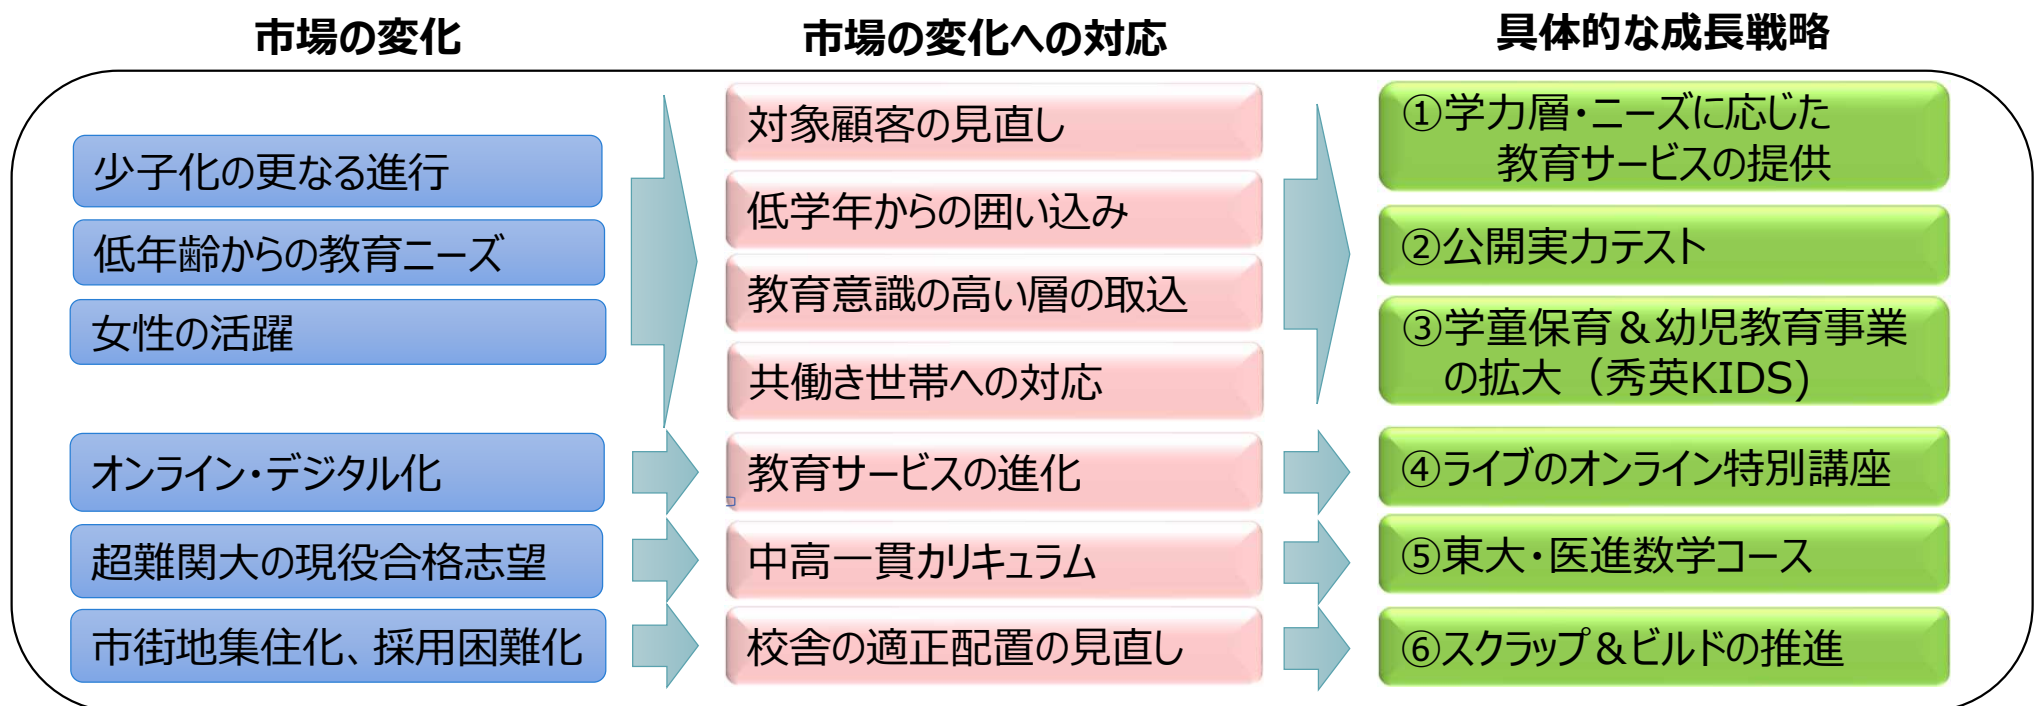 市場の変化
市場の変化への対応
具体的な成長戦略
少子化の更なる進行
低年齢からの教育ニーズ
女性の活躍
対象顧客の見直し
低学年からの囲い込み
教育意識の高い層の取込
共働き世帯への対応
①学力層・ニーズに応じた
教育サービスの提供
②公開実力テスト
③学童保育＆幼児教育事業
の拡大（秀英KIDS)
オンライン・デジタル化
教育サービスの進化
④ライブのオンライン特別講座
超難関大の現役合格志望
中高一貫カリキュラム
⑤東大・医進数学コース
市街地集住化、採用困難化
校舎の適正配置の見直し
⑥スクラップ＆ビルドの推進